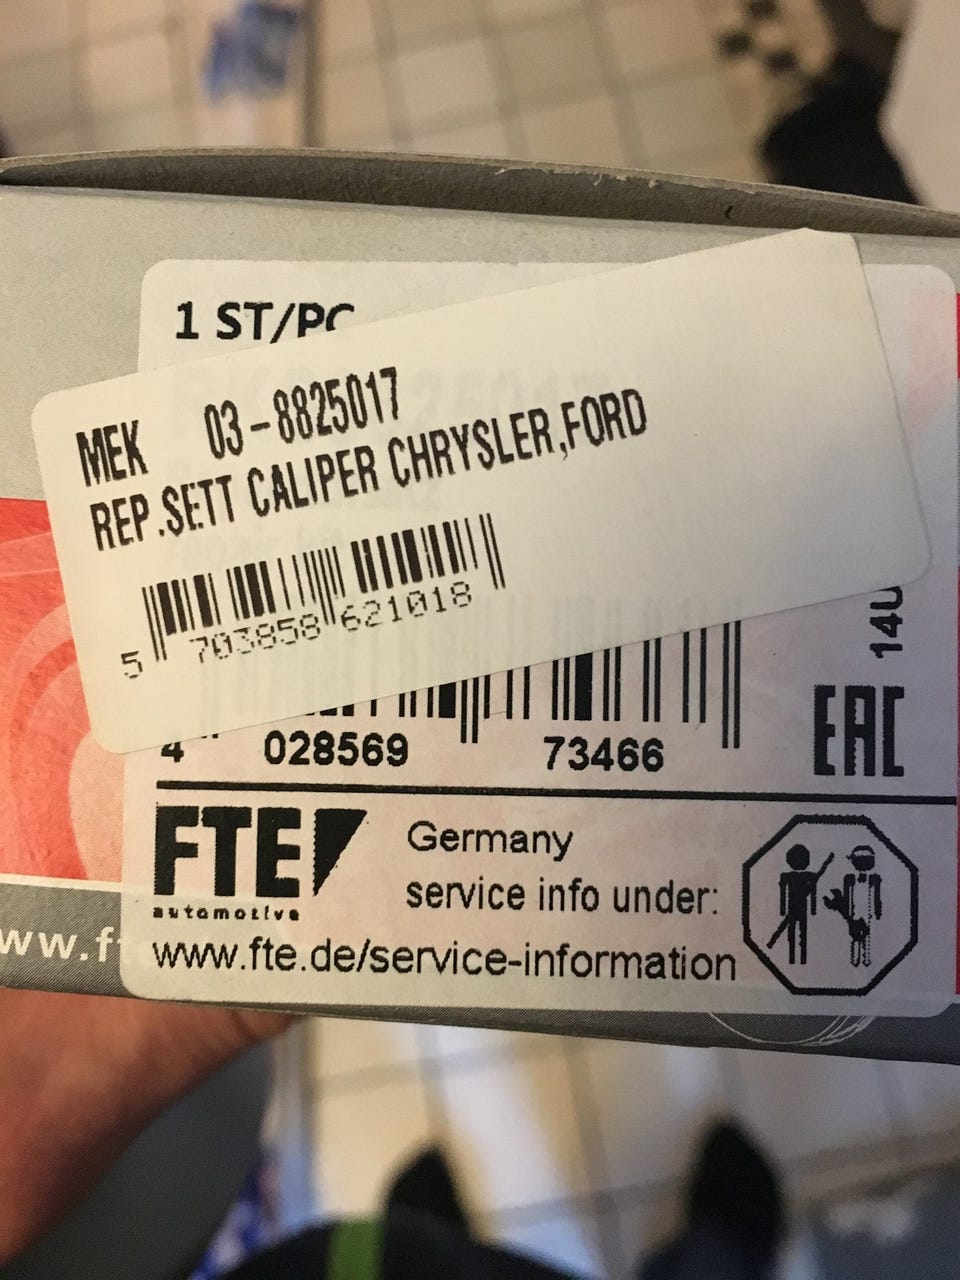 1 ST/PC
MEK 03-8825017
REP.SETT CALIPER CHRYSLER,FORD
5 703858 621018
14U
4 028569 73466
EAC
FTE
automotive
Germany
service info under:
www.fte.de/service-information
ww.f